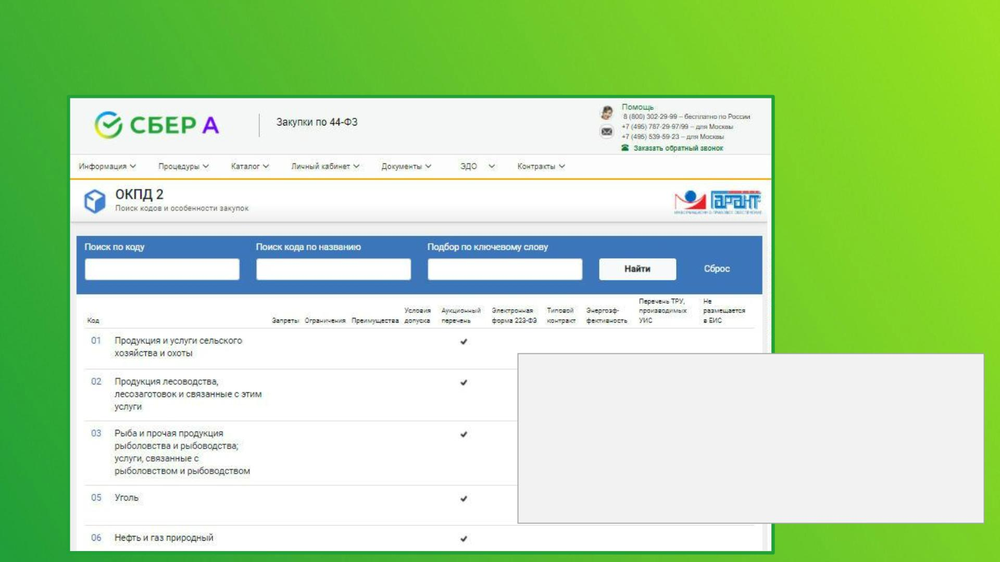 СБЕР А
Закупки по 44-ФЗ
Помощь
8 (800) 302-29-99 – бесплатно по России
+7 (495) 787-29-97/99 – для Москвы
+7 (495) 539-59-23 – для Москвы
Заказать обратный звонок
Информация Процедуры Каталог Личный кабинет Документы ЭДО Контракты
ОКПД 2
Поиск кодов и особенности закупок
Гарант
Поиск по коду Поиск кода по названию Подбор по ключевому слову
Найти Сброс
Код Запреты Ограничения Преимущества Условия допуска Аукционный перечень Электронная форма 223-ФЗ Типовой контракт Энергоэф-фективность Перечень ТРУ, производимых УИС Не размещается в ЕИС
01 Продукция и услуги сельского
хозяйства и охоты
02 Продукция лесоводства,
лесозаготовок и связанные с этим
услуги
03 Рыба и прочая продукция
рыболовства и рыбоводства;
услуги, связанные с
рыболовством и рыбоводством
05 Уголь
06 Нефть и газ природный